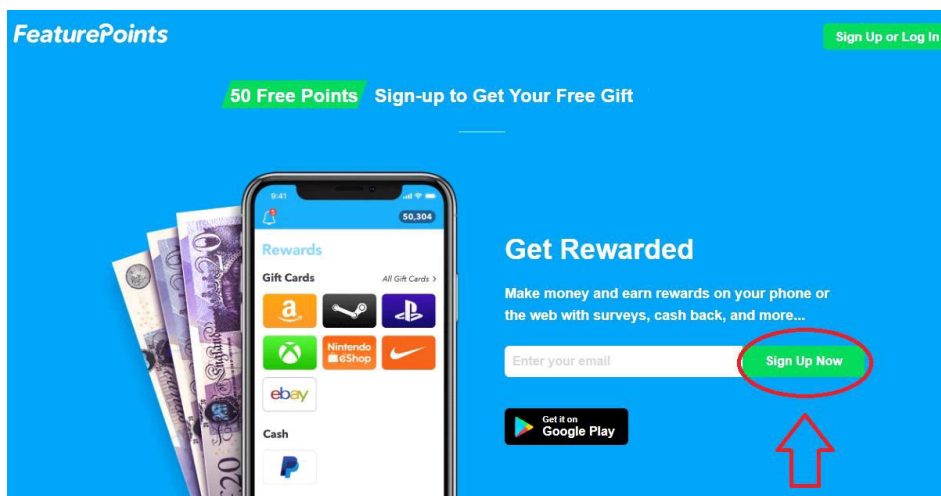 FeaturePoints
Sign Up or Log In
50 Free Points Sign-up to Get Your Free Gift
9:41
50,304
Rewards
Gift Cards
All Gift Cards >
a
Nintendo
eShop
ebay
Cash
P
£20
Get Rewarded
Make money and earn rewards on your phone or
the web with surveys, cash back, and more...
Enter your email
Sign Up Now
Get it on
Google Play